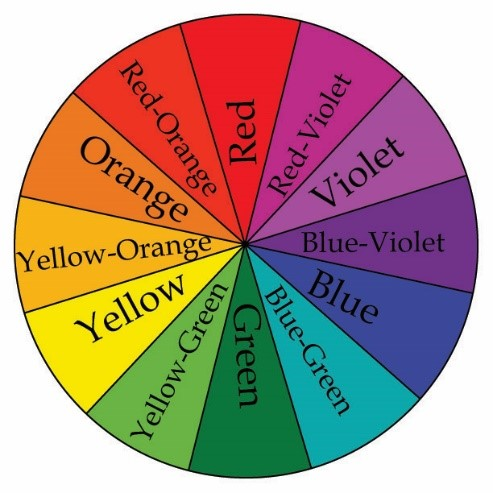 Red
Red-Violet
Violet
Blue-Violet
Blue
Blue-Green
Green
Yellow-Green
Yellow
Yellow-Orange
Orange
Red-Orange